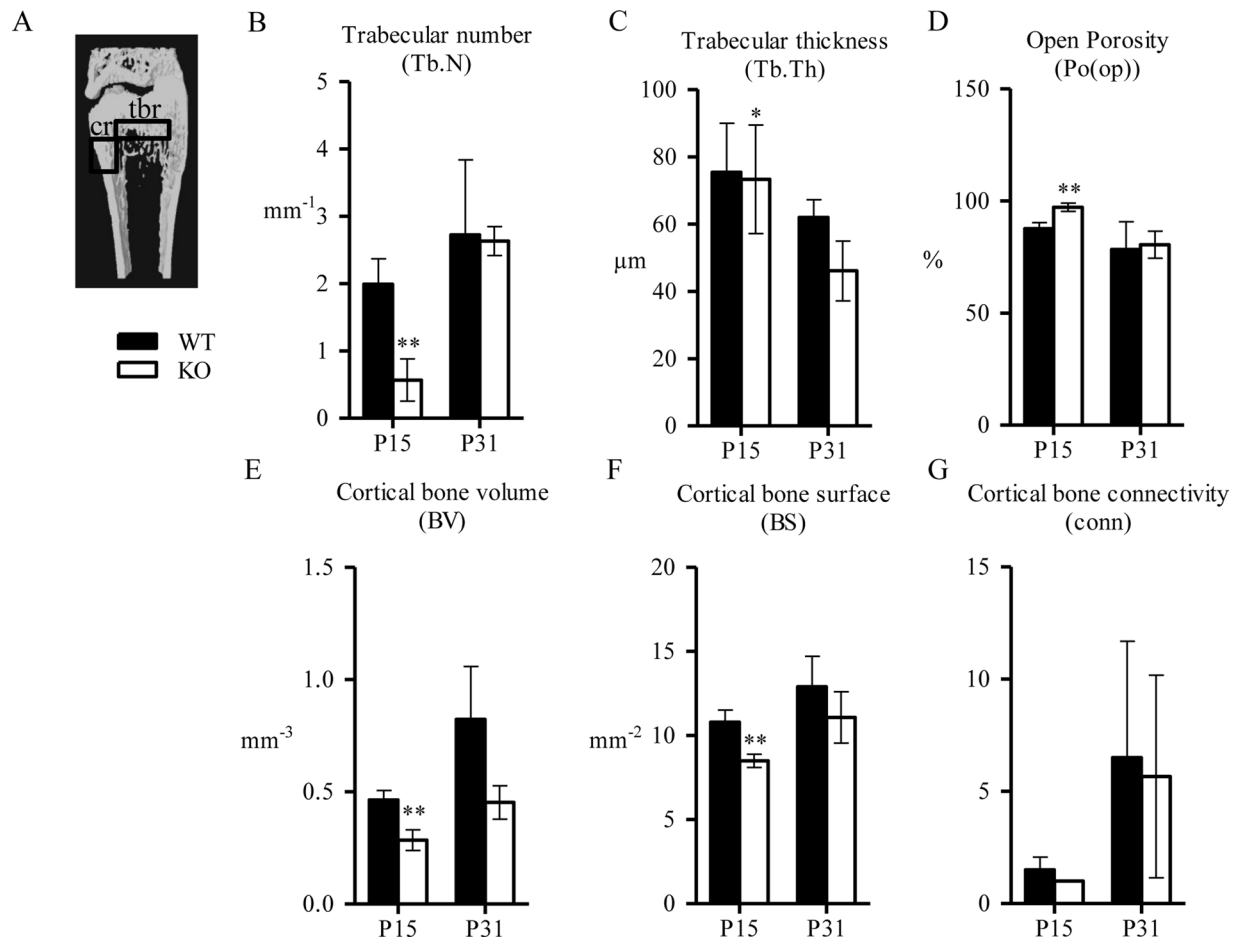 A
cr
tbr
WT
KO
B
Trabecular number
(Tb.N)
5
4
3
2
1
0
mm-1
**
P15
P31
C
Trabecular thickness
(Tb.Th)
100
80
60
40
20
0
µm
*
P15
P31
D
Open Porosity
(Po(op))
150
100
50
0
%
**
P15
P31
E
Cortical bone volume
(BV)
1.5
1.0
0.5
0.0
mm-3
**
P15
P31
F
Cortical bone surface
(BS)
20
15
10
5
0
mm-2
**
P15
P31
G
Cortical bone connectivity
(conn)
15
10
5
0
P15
P31